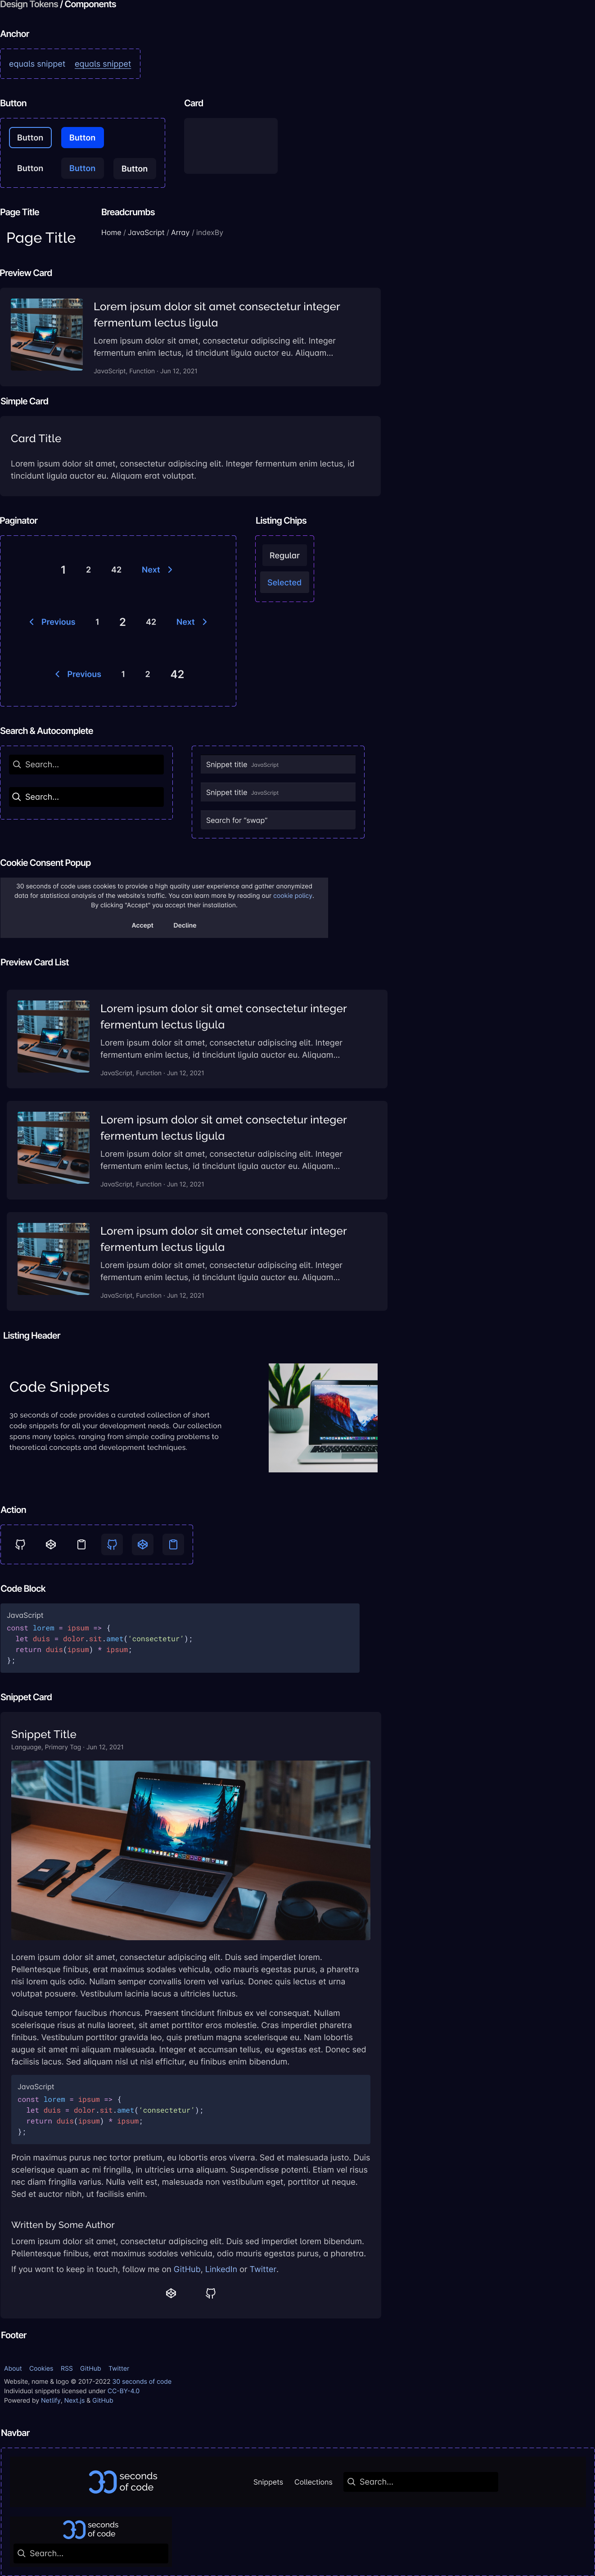 Design Tokens / Components
Anchor
equals snippet
equals snippet
Button
Card
Button
Button
Button
Button
Button
Page Title
Breadcrumbs
Page Title
Home / JavaScript / Array / indexBy
Preview Card
Lorem ipsum dolor sit amet consectetur integer
fermentum lectus ligula
Lorem ipsum dolor sit amet, consectetur adipiscing elit. Integer
fermentum enim lectus, id tincidunt ligula auctor eu. Aliquam...
JavaScript, Function · Jun 12, 2021
Simple Card
Card Title
Lorem ipsum dolor sit amet, consectetur adipiscing elit. Integer fermentum enim lectus, id
tincidunt ligula auctor eu. Aliquam erat volutpat.
Paginator
Listing Chips
1 2 42 Next
Regular
Selected
Previous 1 2 42 Next
Previous 1 2 42
Search & Autocomplete
Search...
Search...
Snippet title JavaScript
Snippet title JavaScript
Search for "swap"
Cookie Consent Popup
30 seconds of code uses cookies to provide a high quality user experience and gather anonymized
data for statistical analysis of the website's traffic. You can learn more by reading our cookie policy.
By clicking "Accept" you accept their installation.
Accept
Decline
Preview Card List
Lorem ipsum dolor sit amet consectetur integer
fermentum lectus ligula
Lorem ipsum dolor sit amet, consectetur adipiscing elit. Integer
fermentum enim lectus, id tincidunt ligula auctor eu. Aliquam...
JavaScript, Function · Jun 12, 2021
Lorem ipsum dolor sit amet consectetur integer
fermentum lectus ligula
Lorem ipsum dolor sit amet, consectetur adipiscing elit. Integer
fermentum enim lectus, id tincidunt ligula auctor eu. Aliquam...
JavaScript, Function · Jun 12, 2021
Lorem ipsum dolor sit amet consectetur integer
fermentum lectus ligula
Lorem ipsum dolor sit amet, consectetur adipiscing elit. Integer
fermentum enim lectus, id tincidunt ligula auctor eu. Aliquam...
JavaScript, Function · Jun 12, 2021
Listing Header
Code Snippets
30 seconds of code provides a curated collection of short
code snippets for all your development needs. Our collection
spans many topics, ranging from simple coding problems to
theoretical concepts and development techniques.
Action
Code Block
JavaScript
const lorem = ipsum => {
let duis = dolor.sit.amet('consectetur');
return duis(ipsum) * ipsum;
};
Snippet Card
Snippet Title
Language, Primary Tag · Jun 12, 2021
Lorem ipsum dolor sit amet, consectetur adipiscing elit. Duis sed imperdiet lorem.
Pellentesque finibus, erat maximus sodales vehicula, odio mauris egestas purus, a pharetra
nisi lorem quis odio. Nullam semper convallis lorem vel varius. Donec quis lectus et urna
volutpat posuere. Vestibulum lacinia lacus a ultricies luctus.
Quisque tempor faucibus rhoncus. Praesent tincidunt finibus ex vel consequat. Nullam
scelerisque risus at nulla laoreet, sit amet porttitor eros molestie. Cras imperdiet pharetra
finibus. Vestibulum porttitor gravida leo, quis pretium magna scelerisque eu. Nam lobortis
augue sit amet mi aliquam malesuada. Integer et accumsan tellus, eu egestas est. Donec sed
facilisis lacus. Sed aliquam nisl ut nisl efficitur, eu finibus enim bibendum.
JavaScript
const lorem = ipsum => {
let duis = dolor.sit.amet('consectetur');
return duis(ipsum) * ipsum;
};
Proin maximus purus nec tortor pretium, eu lobortis eros viverra. Sed et malesuada justo. Duis
scelerisque quam ac mi fringilla, in ultricies urna aliquam. Suspendisse potenti. Etiam vel risus
nec diam fringilla varius. Nulla velit est, malesuada non vestibulum eget, porttitor ut neque.
Sed et auctor nibh, ut facilisis enim.
Written by Some Author
Lorem ipsum dolor sit amet, consectetur adipiscing elit. Duis sed imperdiet lorem bibendum.
Pellentesque finibus, erat maximus sodales vehicula, odio mauris egestas purus, a pharetra.
If you want to keep in touch, follow me on GitHub, LinkedIn or Twitter.
Footer
About Cookies RSS GitHub Twitter
Website, name & logo © 2017-2022 30 seconds of code
Individual snippets licensed under CC-BY-4.0
Powered by Netlify, Next.js & GitHub
Navbar
30 seconds
of code
Snippets
Collections
Search...
30 seconds
of code
Search...